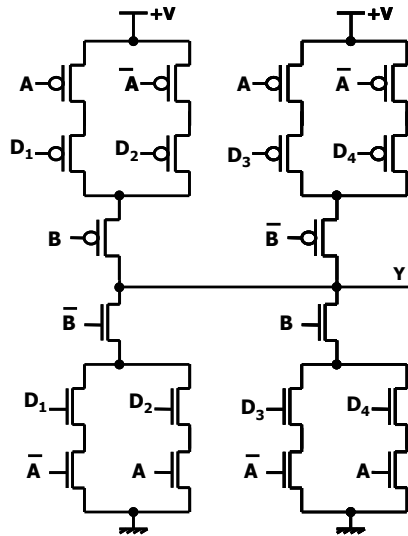 +V +V
A A̅ A A̅
D₁ D₂ D₃ D₄
B B̅
Y
B̅ B
D₁ D₂ D₃ D₄
A̅ A A̅ A